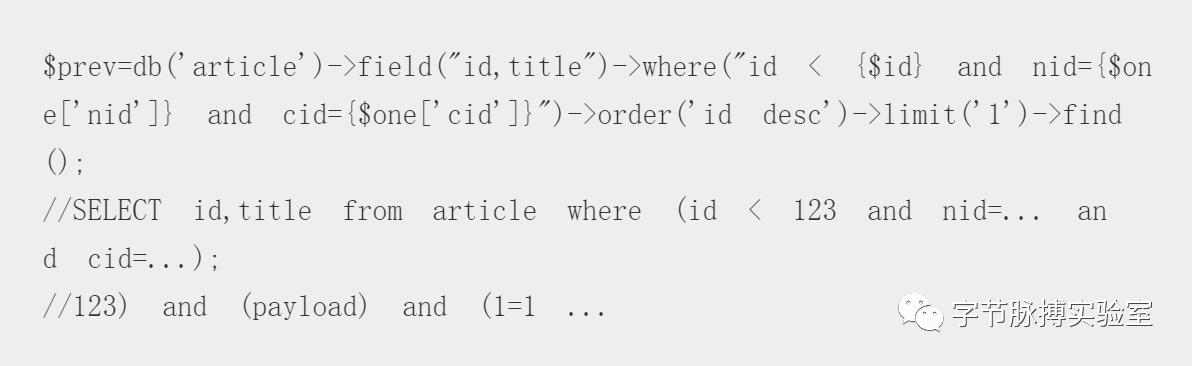 $prev=db('article')->field("id,title")->where("id < {$id} and nid={$on
e['nid']} and cid={$one['cid']}")->order('id desc')->limit('1')->find
();
//SELECT id,title from article where (id < 123 and nid=... an
d cid=...);
//123) and (payload) and (1=1 ...
字节脉搏实验室